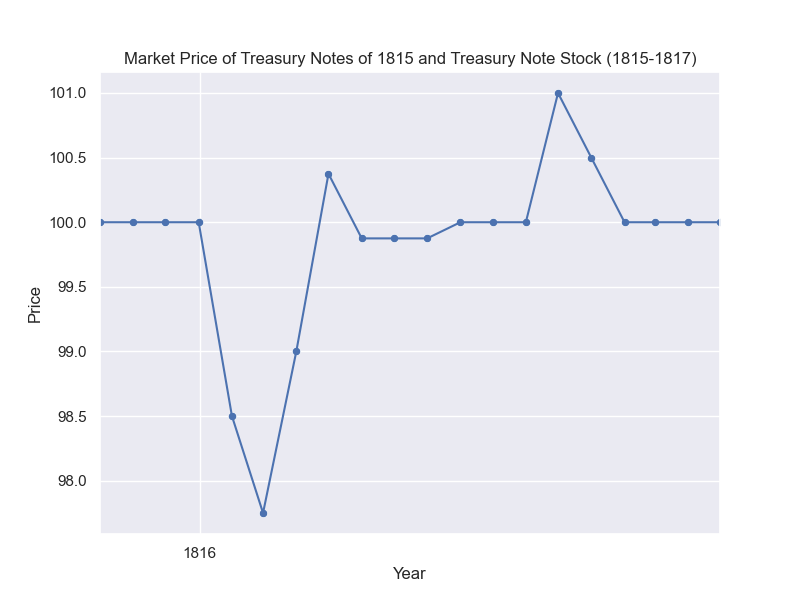 Market Price of Treasury Notes of 1815 and Treasury Note Stock (1815-1817)
101.0
100.5
100.0
99.5
99.0
98.5
98.0
Price
1816
Year